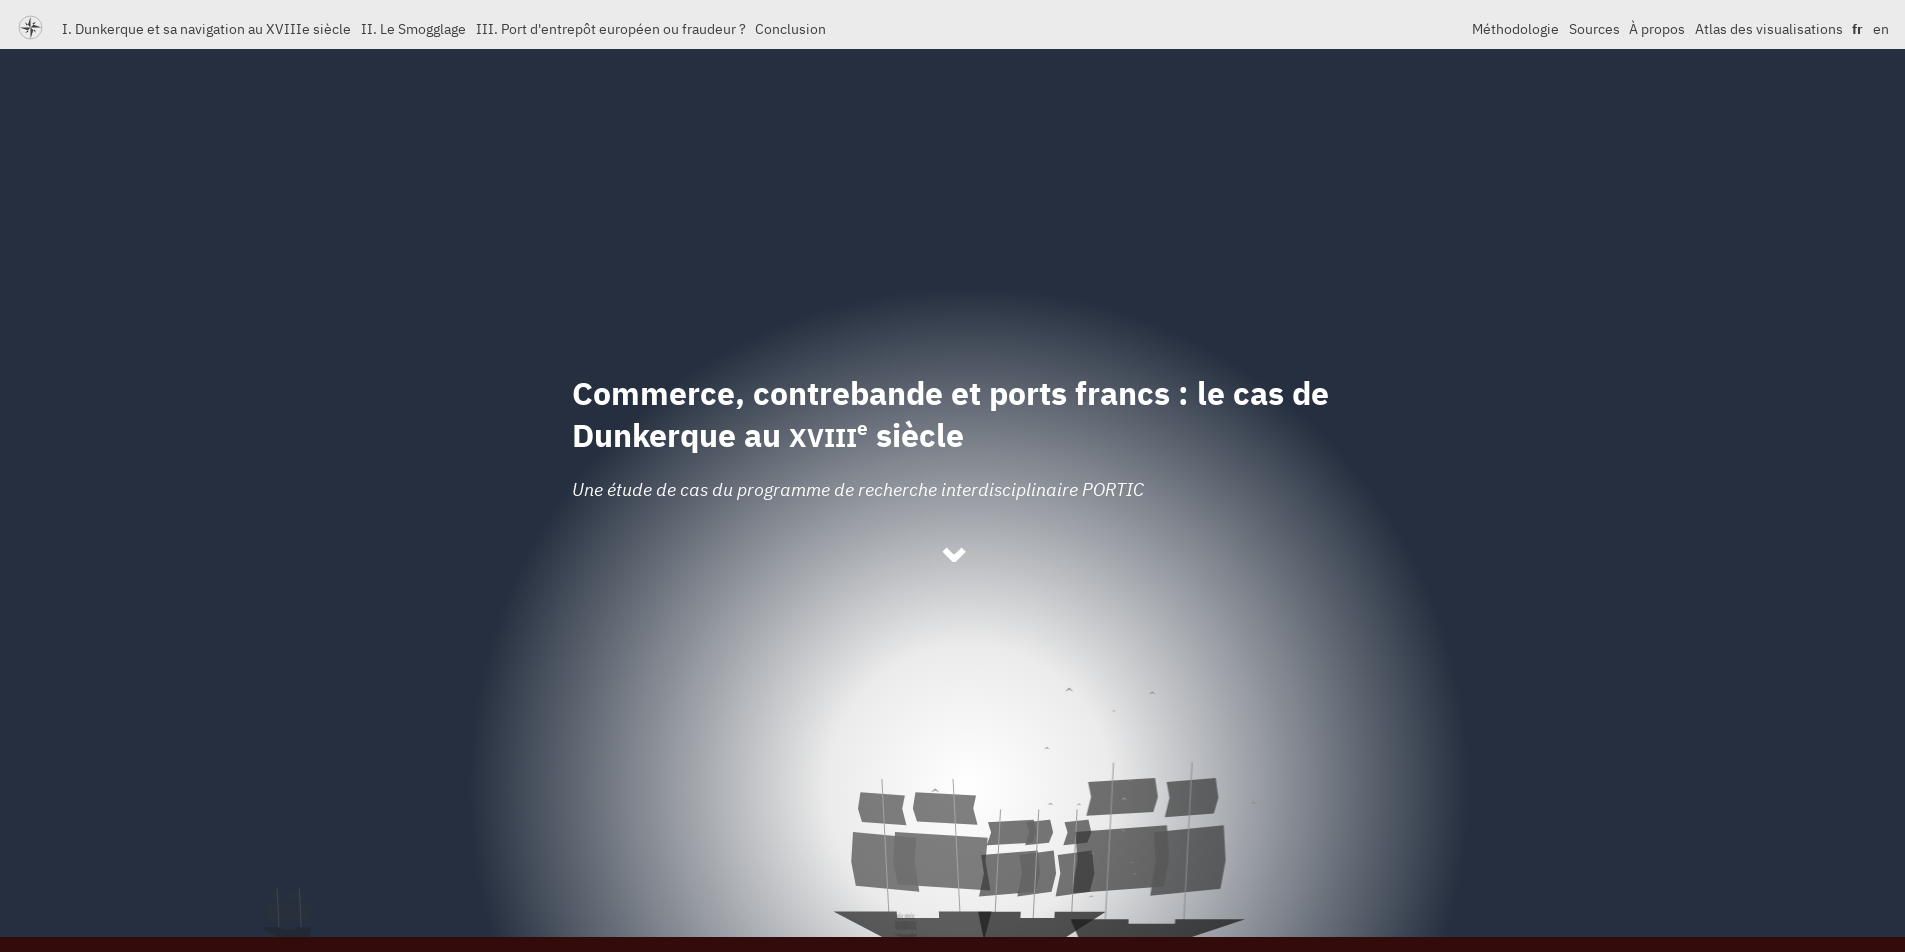 I. Dunkerque et sa navigation au XVIIIe siècle II. Le Smogglage III. Port d'entrepôt européen ou fraudeur ? Conclusion Méthodologie Sources À propos Atlas des visualisations fr en
Commerce, contrebande et ports francs : le cas de
Dunkerque au XVIIIe siècle
Une étude de cas du programme de recherche interdisciplinaire PORTIC